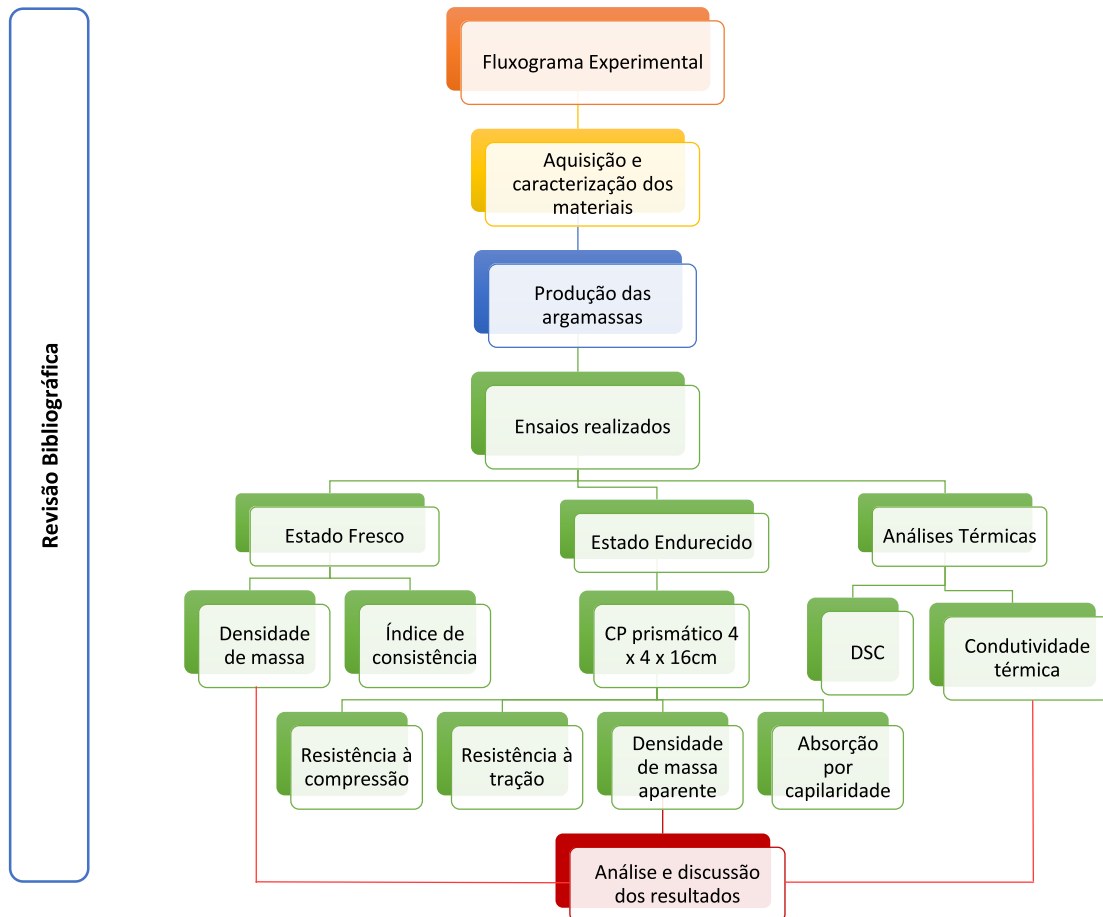 Revisão Bibliográfica
Fluxograma Experimental
Aquisição e
caracterização dos
materiais
Produção das
argamassas
Ensaios realizados
Estado Fresco
Estado Endurecido
Análises Térmicas
Densidade
de massa
Índice de
consistência
CP prismático 4
x 4 x 16cm
DSC
Condutividade
térmica
Resistência à
compressão
Resistência à
tração
Densidade
de massa
aparente
Absorção
por
capilaridade
Análise e discussão
dos resultados